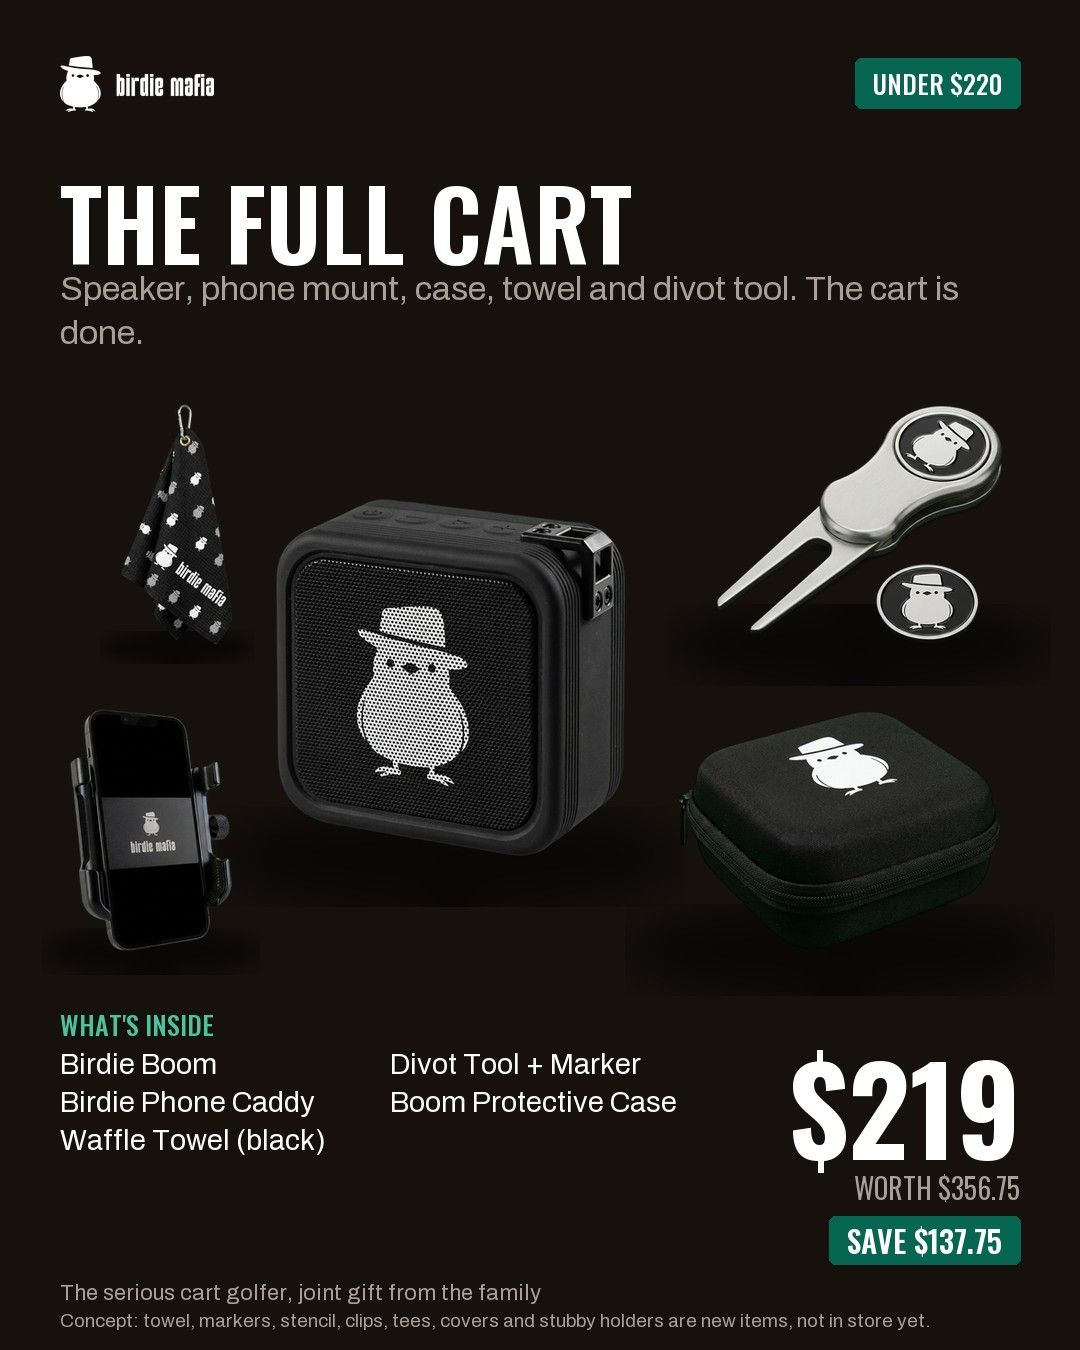 birdie mafia
UNDER $220
THE FULL CART
Speaker, phone mount, case, towel and divot tool. The cart is
done.
birdie mafia
birdie mafia
WHAT'S INSIDE
Birdie Boom
Birdie Phone Caddy
Waffle Towel (black)
Divot Tool + Marker
Boom Protective Case
$219
WORTH $356.75
SAVE $137.75
The serious cart golfer, joint gift from the family
Concept: towel, markers, stencil, clips, tees, covers and stubby holders are new items, not in store yet.